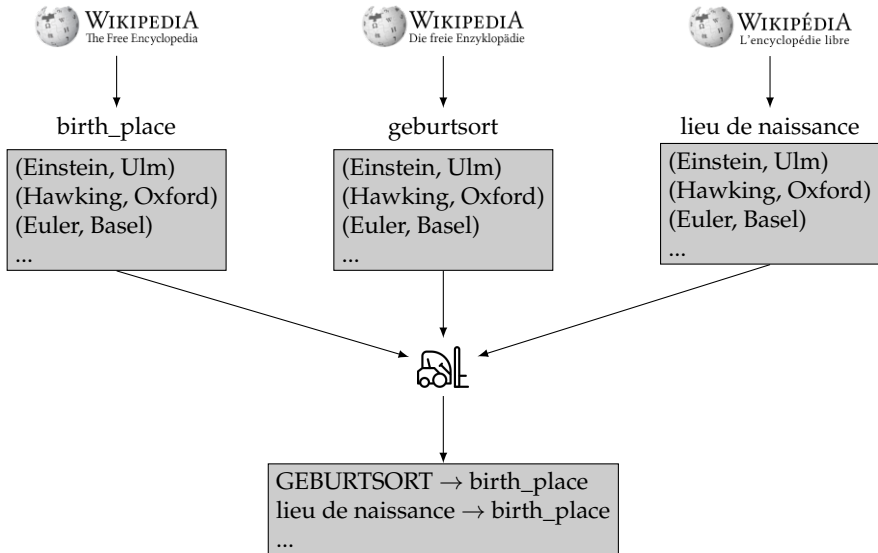 WIKIPEDIA
The Free Encyclopedia
WIKIPEDIA
Die freie Enzyklopädie
WIKIPÉDIA
L'encyclopédie libre
birth_place
geburtsort
lieu de naissance
(Einstein, Ulm)
(Hawking, Oxford)
(Euler, Basel)
...
(Einstein, Ulm)
(Hawking, Oxford)
(Euler, Basel)
...
(Einstein, Ulm)
(Hawking, Oxford)
(Euler, Basel)
...
GEBURTSORT → birth_place
lieu de naissance → birth_place
...